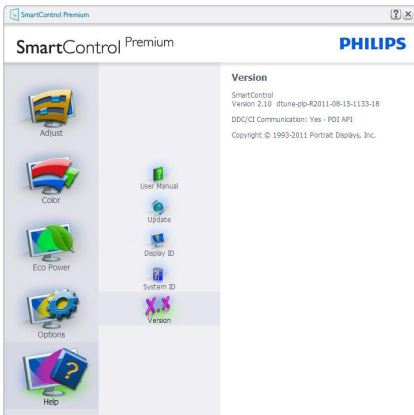 SmartControl Premium
SmartControl Premium
PHILIPS
Adjust
Color
Eco Power
Options
Help
User Manual
Update
Display ID
System ID
X.X
Version
Version
SmartControl
Version 2.10 dtune-plp-R2011-08-15-1133-18
DDC/CI Communication: Yes - PDI API
Copyright © 1993-2011 Portrait Displays, Inc.